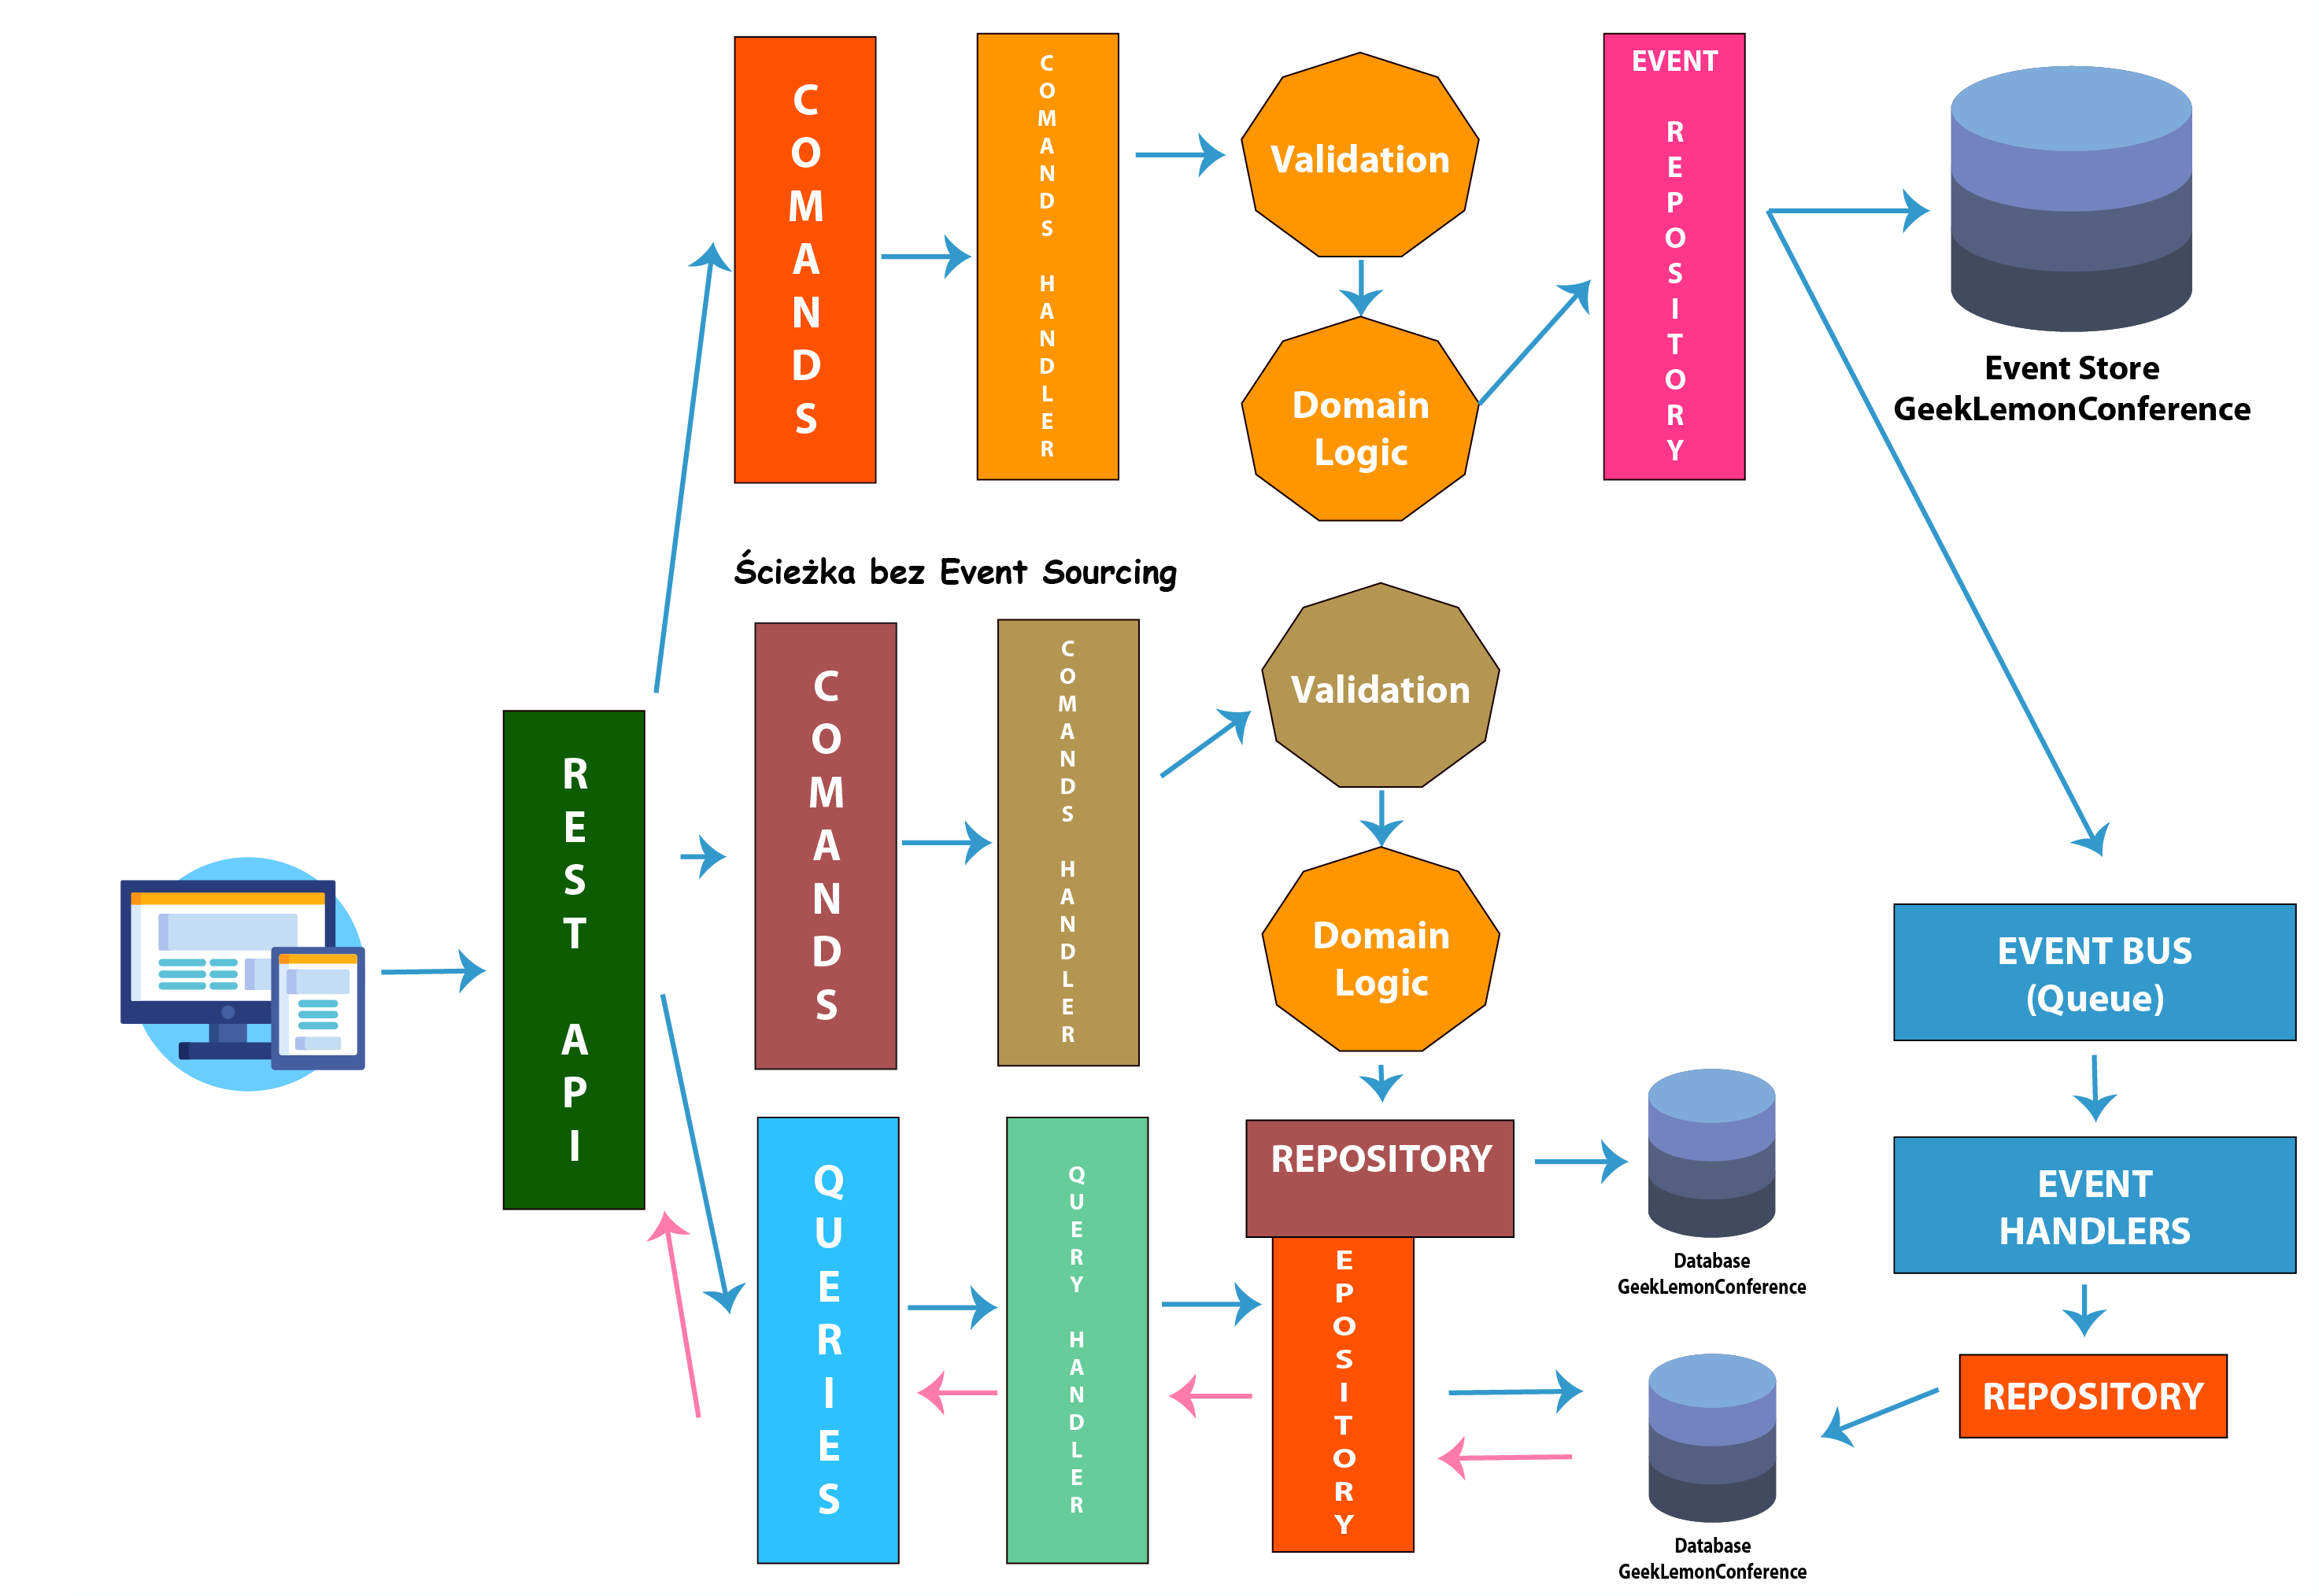 COMANDS
COMANDS HANDLER
Validation
Domain
Logic
EVENT
REPOSITORY
Event Store
GeekLemonConference
Ścieżka bez Event Sourcing
REST API
COMANDS
COMANDS HANDLER
Validation
Domain
Logic
REPOSITORY
Database
GeekLemonConference
EVENT BUS
(Queue)
EVENT
HANDLERS
REPOSITORY
QUERIES
QUERY HANDLER
EPOSITORY
Database
GeekLemonConference